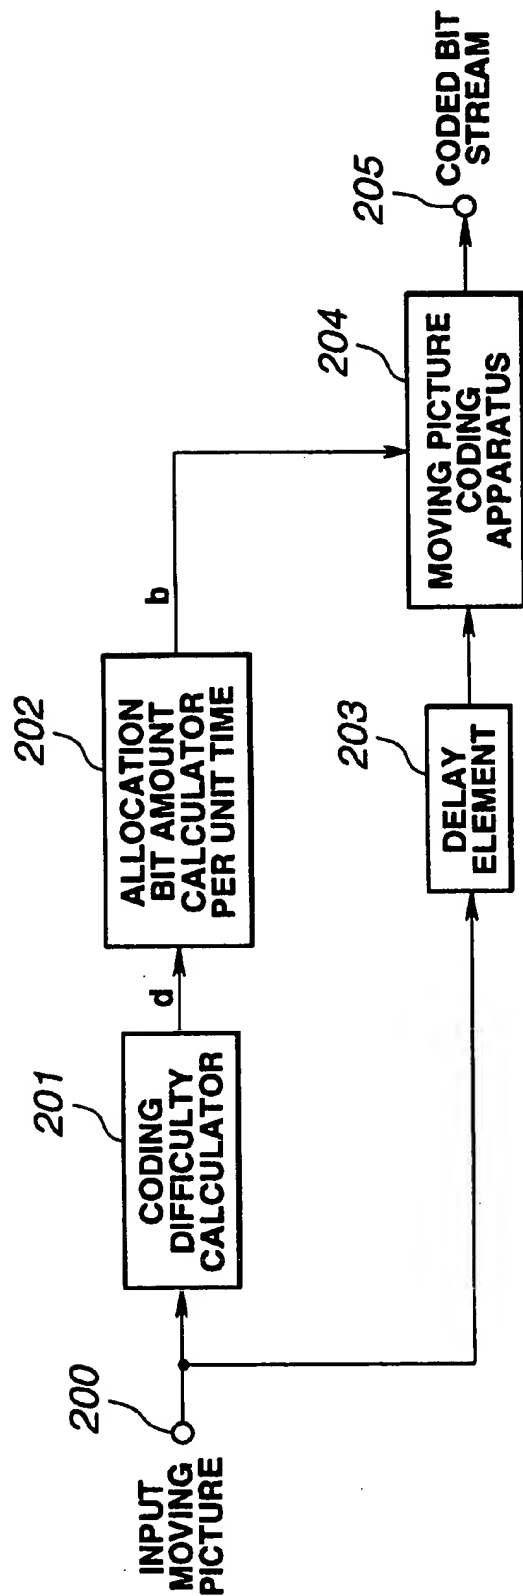 INPUT
MOVING
PICTURE
200
201
CODING
DIFFICULTY
CALCULATOR
d
202
ALLOCATION
BIT AMOUNT
CALCULATOR
PER UNIT TIME
b
203
DELAY
ELEMENT
204
MOVING PICTURE
CODING
APPARATUS
205
CODED BIT
STREAM